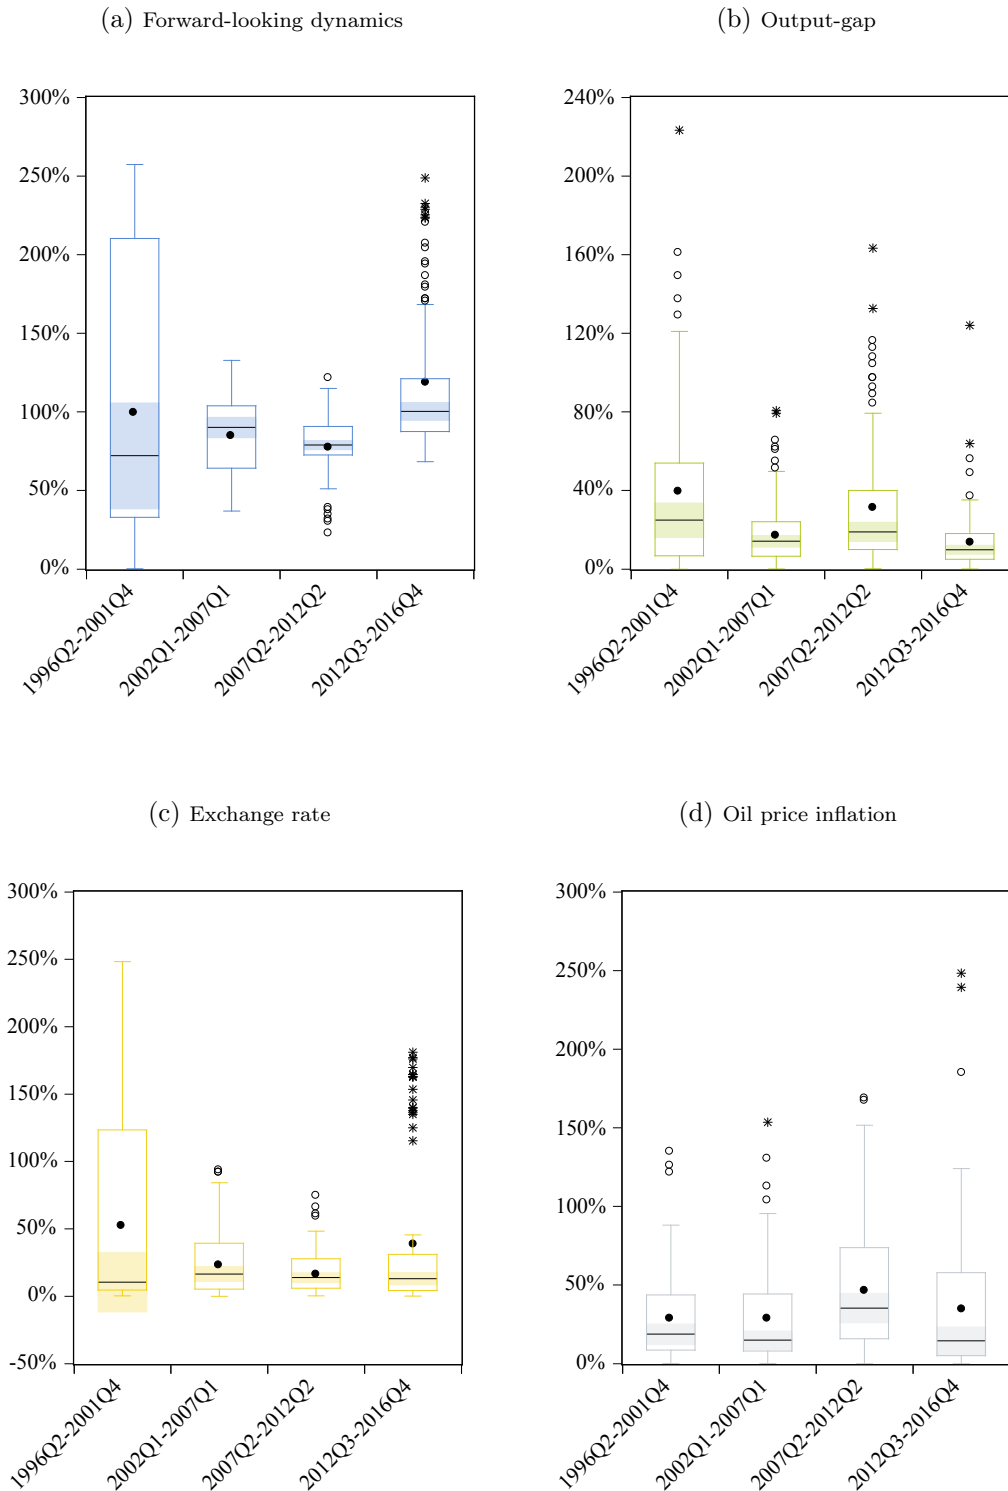 (a) Forward-looking dynamics
300%
250%
200%
150%
100%
50%
0%
1996Q2-2001Q4
2002Q1-2007Q1
2007Q2-2012Q2
2012Q3-2016Q4
(b) Output-gap
240%
200%
160%
120%
80%
40%
0%
1996Q2-2001Q4
2002Q1-2007Q1
2007Q2-2012Q2
2012Q3-2016Q4
(c) Exchange rate
300%
250%
200%
150%
100%
50%
0%
-50%
1996Q2-2001Q4
2002Q1-2007Q1
2007Q2-2012Q2
2012Q3-2016Q4
(d) Oil price inflation
300%
250%
200%
150%
100%
50%
0%
1996Q2-2001Q4
2002Q1-2007Q1
2007Q2-2012Q2
2012Q3-2016Q4